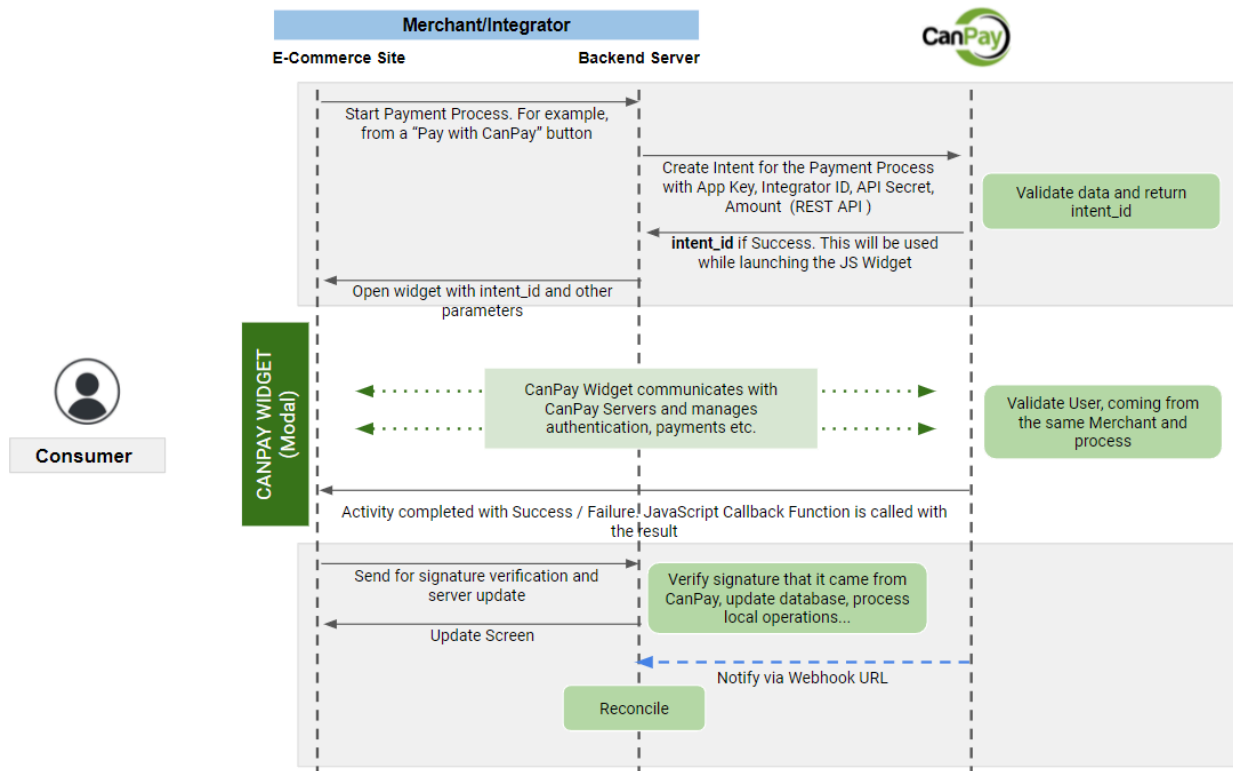 Merchant/Integrator
CanPay
E-Commerce Site
Backend Server
Start Payment Process. For example,
from a “Pay with CanPay” button
Create Intent for the Payment Process
with App Key, Integrator ID, API Secret,
Amount (REST API )
Validate data and return
intent_id
intent_id if Success. This will be used
while launching the JS Widget
Open widget with intent_id and other
parameters
CANPAY WIDGET
(Modal)
Consumer
CanPay Widget communicates with
CanPay Servers and manages
authentication, payments etc.
Validate User, coming from
the same Merchant and
process
Activity completed with Success / Failure. JavaScript Callback Function is called with
the result
Send for signature verification and
server update
Verify signature that it came from
CanPay, update database, process
local operations...
Update Screen
Notify via Webhook URL
Reconcile